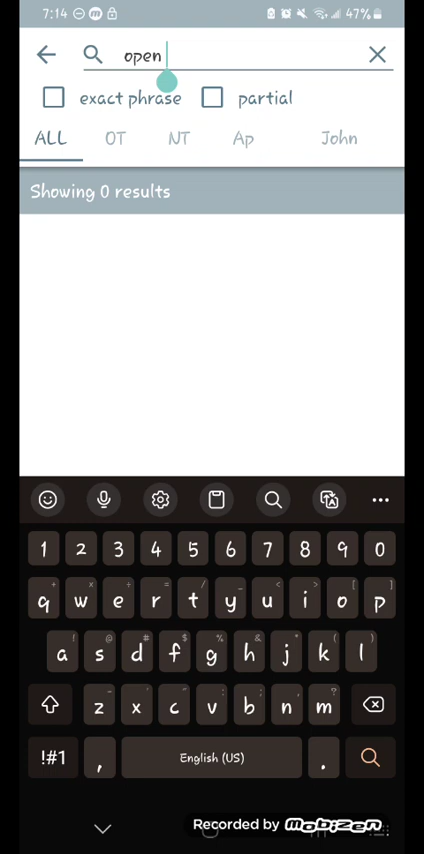 7:14 47%
open
exact phrase partial
ALL OT NT Ap John
Showing 0 results
1 2 3 4 5 6 7 8 9 0
q w e r t y u i o p
a s d f g h j k l
z x c v b n m
!#1 , English (US) .
Recorded by mobizen